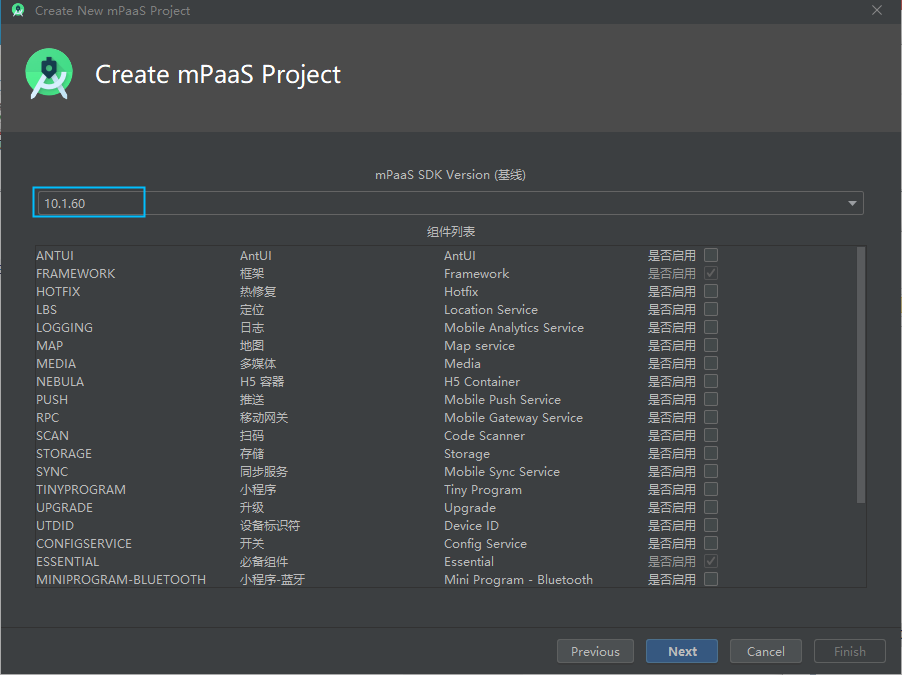 Create New mPaaS Project
Create mPaaS Project
mPaaS SDK Version (基线)
10.1.60
组件列表
ANTUI AntUI AntUI 是否启用
FRAMEWORK 框架 Framework 是否启用
HOTFIX 热修复 Hotfix 是否启用
LBS 定位 Location Service 是否启用
LOGGING 日志 Mobile Analytics Service 是否启用
MAP 地图 Map service 是否启用
MEDIA 多媒体 Media 是否启用
NEBULA H5 容器 H5 Container 是否启用
PUSH 推送 Mobile Push Service 是否启用
RPC 移动网关 Mobile Gateway Service 是否启用
SCAN 扫码 Code Scanner 是否启用
STORAGE 存储 Storage 是否启用
SYNC 同步服务 Mobile Sync Service 是否启用
TINYPROGRAM 小程序 Tiny Program 是否启用
UPGRADE 升级 Upgrade 是否启用
UTDID 设备标识符 Device ID 是否启用
CONFIGSERVICE 开关 Config Service 是否启用
ESSENTIAL 必备组件 Essential 是否启用
MINIPROGRAM-BLUETOOTH 小程序-蓝牙 Mini Program - Bluetooth 是否启用
Previous Next Cancel Finish